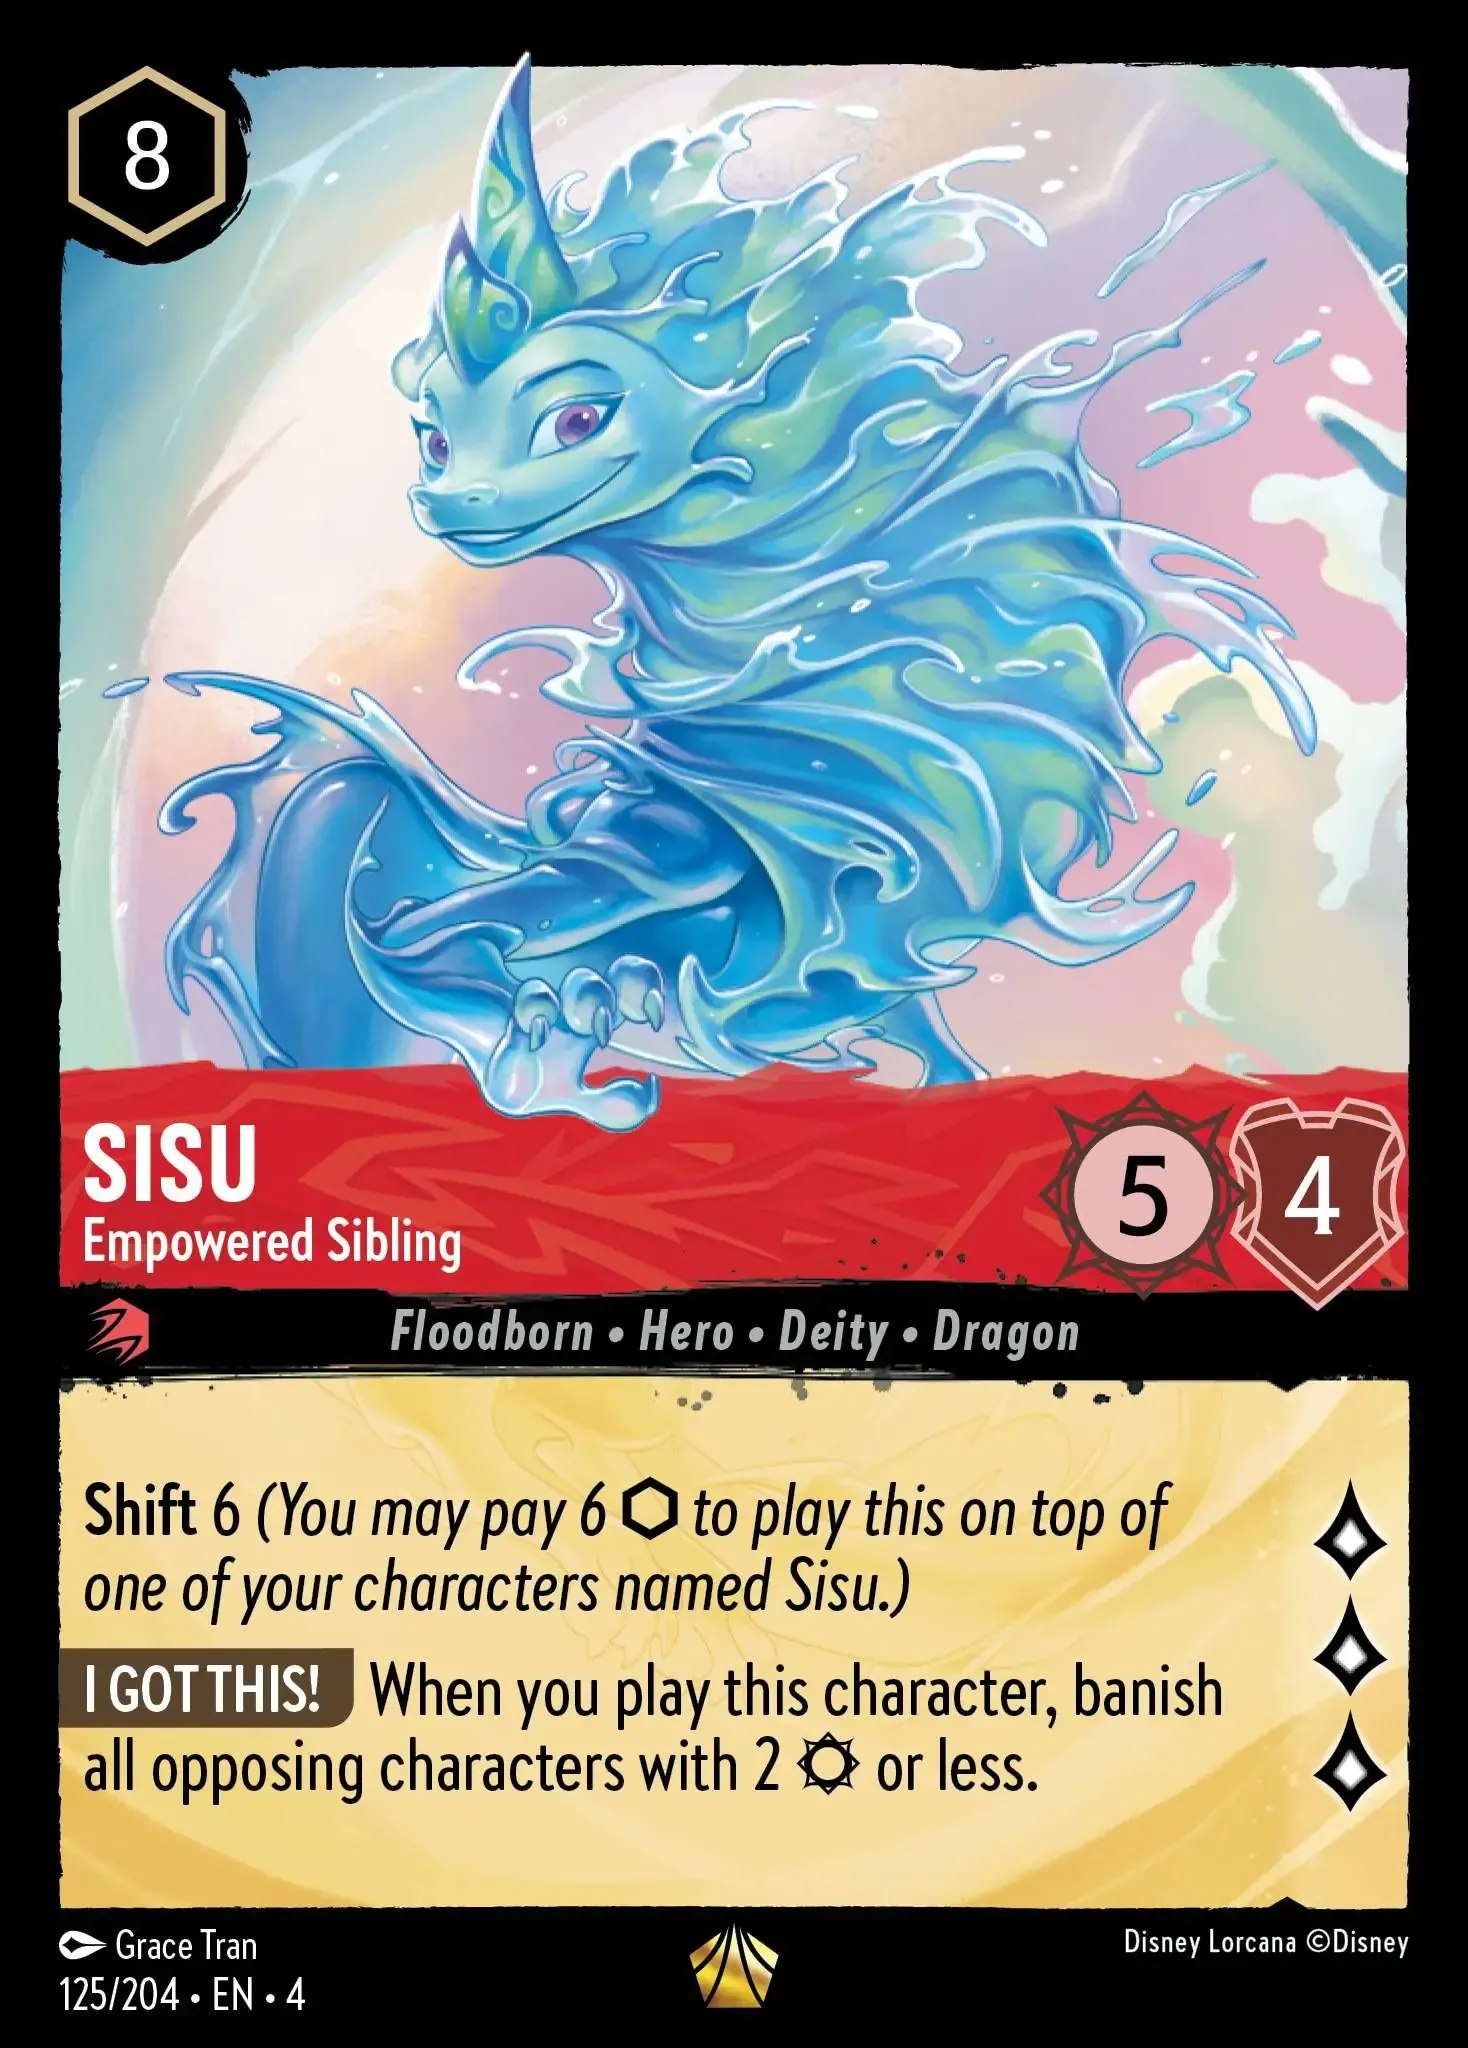 8
SISU
Empowered Sibling
5
4
Floodborn • Hero • Deity • Dragon
Shift 6 (You may pay 6 ⬡ to play this on top of
one of your characters named Sisu.)
I GOT THIS! When you play this character, banish
all opposing characters with 2 ¤ or less.
Grace Tran
125/204 • EN • 4
Disney Lorcana ©Disney